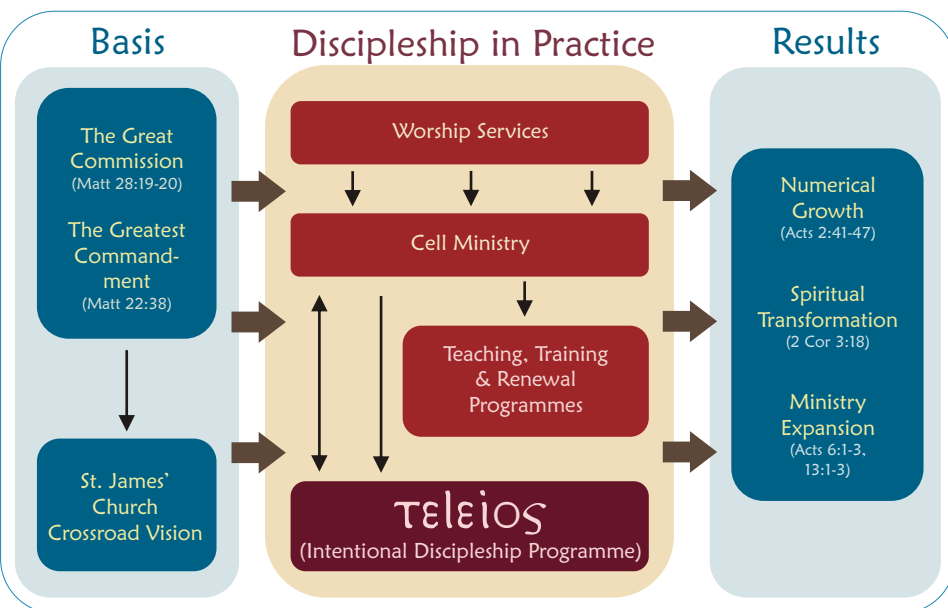 Basis
The Great
Commission
(Matt 28:19-20)
The Greatest
Command-
ment
(Matt 22:38)
St. James’
Church
Crossroad Vision
Discipleship in Practice
Worship Services
Cell Ministry
Teaching, Training
& Renewal
Programmes
τεlειος
(Intentional Discipleship Programme)
Results
Numerical
Growth
(Acts 2:41-47)
Spiritual
Transformation
(2 Cor 3:18)
Ministry
Expansion
(Acts 6:1-3,
13:1-3)